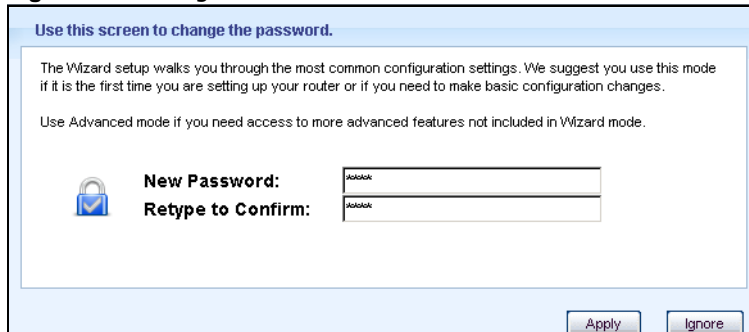 Use this screen to change the password.
The Wizard setup walks you through the most common configuration settings. We suggest you use this mode
if it is the first time you are setting up your router or if you need to make basic configuration changes.
Use Advanced mode if you need access to more advanced features not included in Wizard mode.
New Password: ****
Retype to Confirm: ****
Apply Ignore